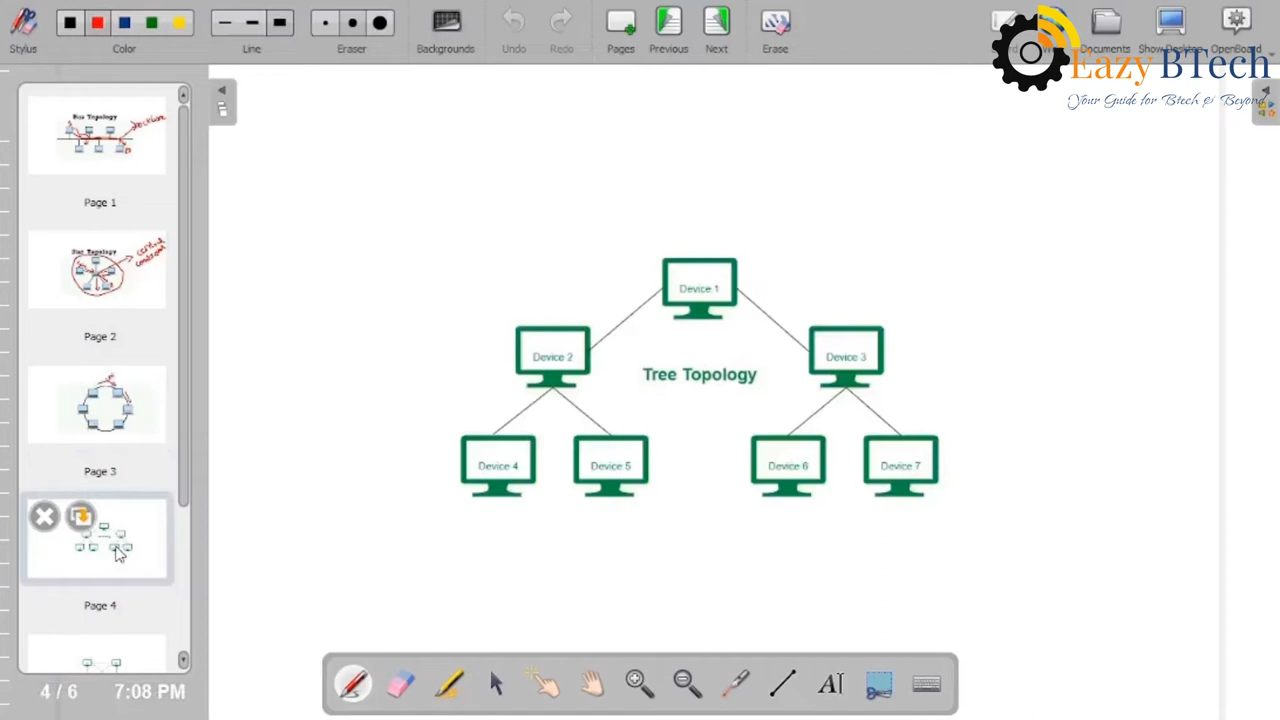 Stylus
Color
Line
Eraser
Backgrounds
Undo
Redo
Pages
Previous
Next
Erase
Documents
Show Desktop
OpenBoard
Eazy BTech
Your Guide for Btech & Beyond
Bus Topology
Page 1
Star Topology
Page 2
Page 3
Page 4
4 / 6
7:08 PM
Device 1
Device 2
Device 3
Tree Topology
Device 4
Device 5
Device 6
Device 7